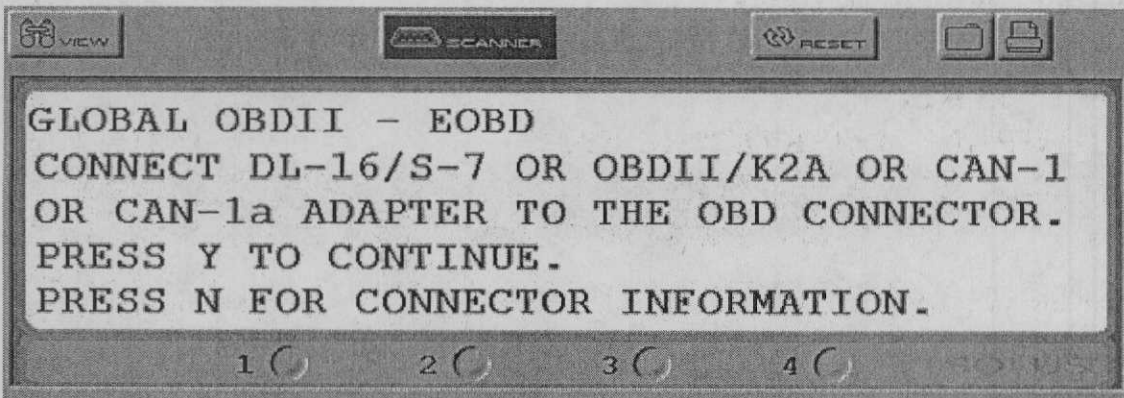 VIEW SCANNER RESET
GLOBAL OBDII - EOBD
CONNECT DL-16/S-7 OR OBDII/K2A OR CAN-1
OR CAN-1a ADAPTER TO THE OBD CONNECTOR.
PRESS Y TO CONTINUE.
PRESS N FOR CONNECTOR INFORMATION.
1 2 3 4